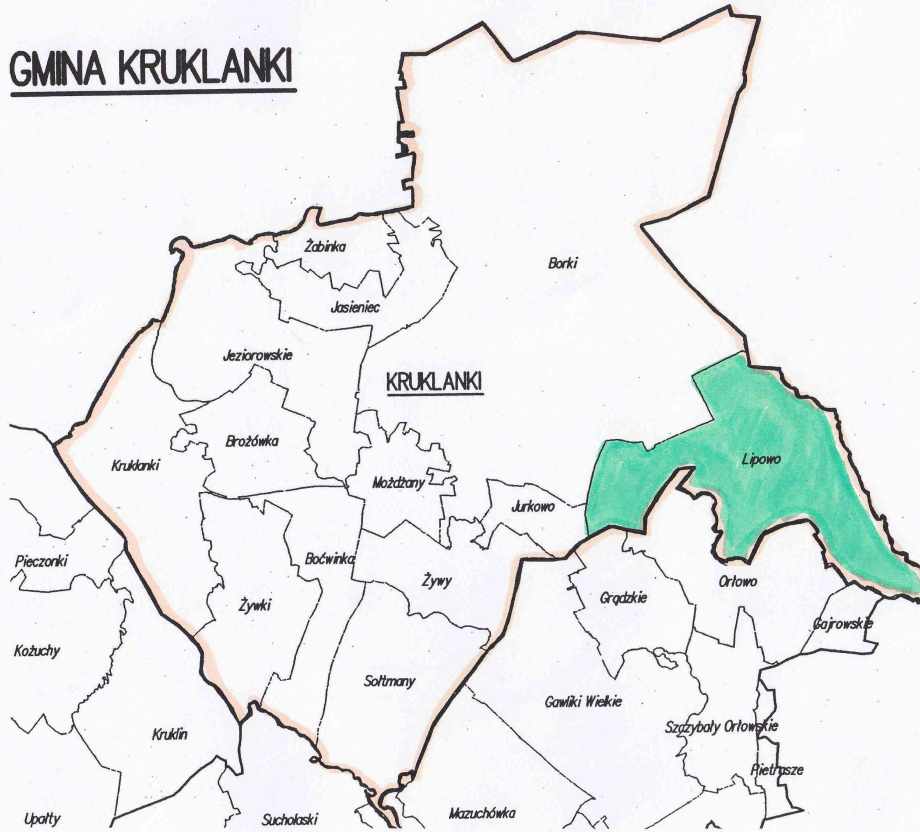 GMINA KRUKLANKI
Żabinka
Borki
Jasieniec
Jeziorowskie
KRUKLANKI
Brożówka
Kruklanki
Lipowo
Możdżany
Jurkowo
Pieczonki
Boćwinka
Żywy
Orłowo
Grądzkie
Żywki
Gajrowskie
Kożuchy
Sołtmany
Gawliki Wielkie
Szczybały Orłowskie
Kruklin
Pietrasze
Upałty
Sucholaski
Mazuchówka